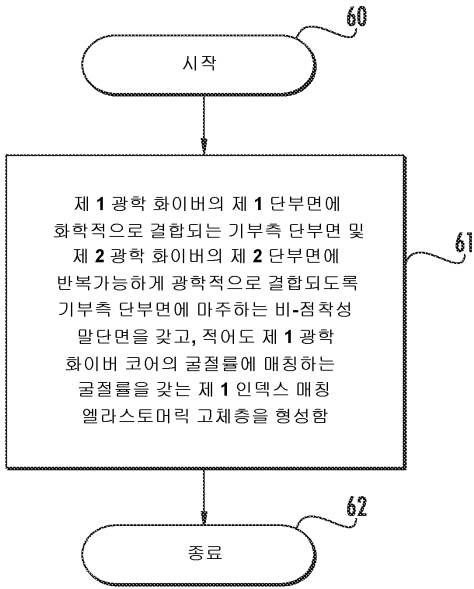 60
시작
제 1 광학 화이버의 제 1 단부면에
화학적으로 결합되는 기부측 단부면 및
제 2 광학 화이버의 제 2 단부면에
반복가능하게 광학적으로 결합되도록
기부측 단부면에 마주하는 비-점착성
말단면을 갖고, 적어도 제 1 광학
화이버 코어의 굴절률에 매칭하는
굴절률을 갖는 제 1 인덱스 매칭
엘라스토머릭 고체층을 형성함
61
62
종료